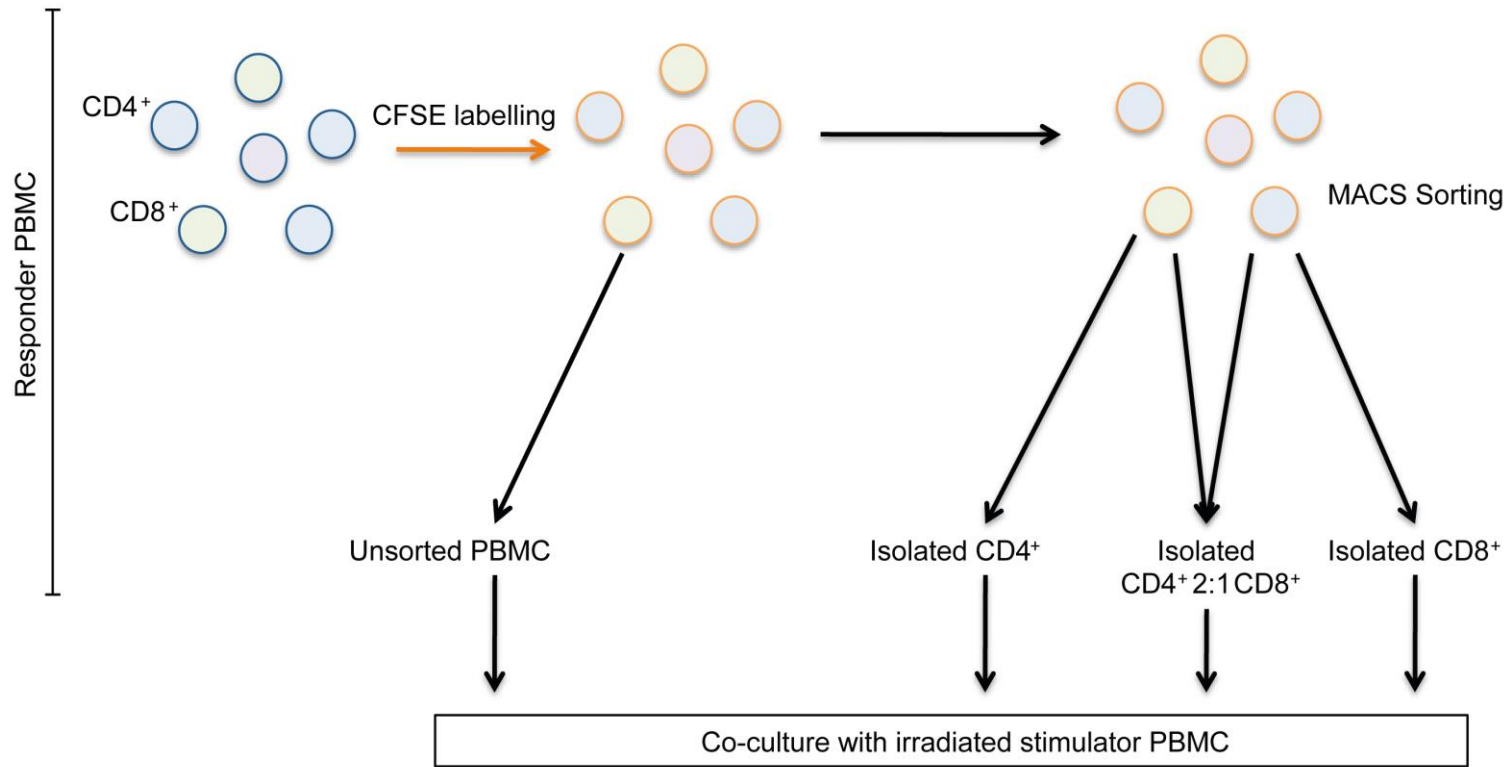 Responder PBMC
CD4⁺
CFSE labelling
CD8⁺
MACS Sorting
Unsorted PBMC
Isolated CD4⁺
Isolated
CD4⁺ 2:1 CD8⁺
Isolated CD8⁺
Co-culture with irradiated stimulator PBMC